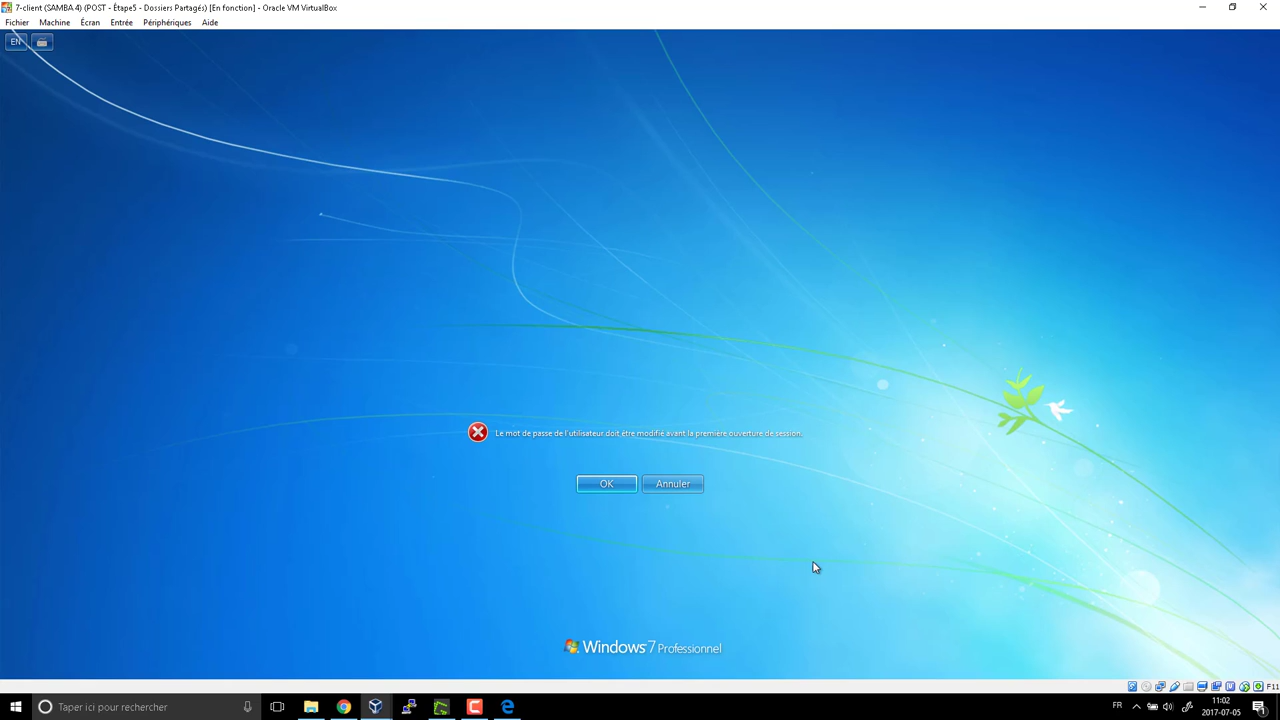 7-client (SAMBA 4) (POST - Étape5 - Dossiers Partagés) [En fonction] - Oracle VM VirtualBox
Fichier Machine Écran Entrée Périphériques Aide
EN
Le mot de passe de l'utilisateur doit être modifié avant la première ouverture de session.
OK Annuler
Windows 7 Professionnel
F11
Taper ici pour rechercher
FR
11:02
2017-07-05
1